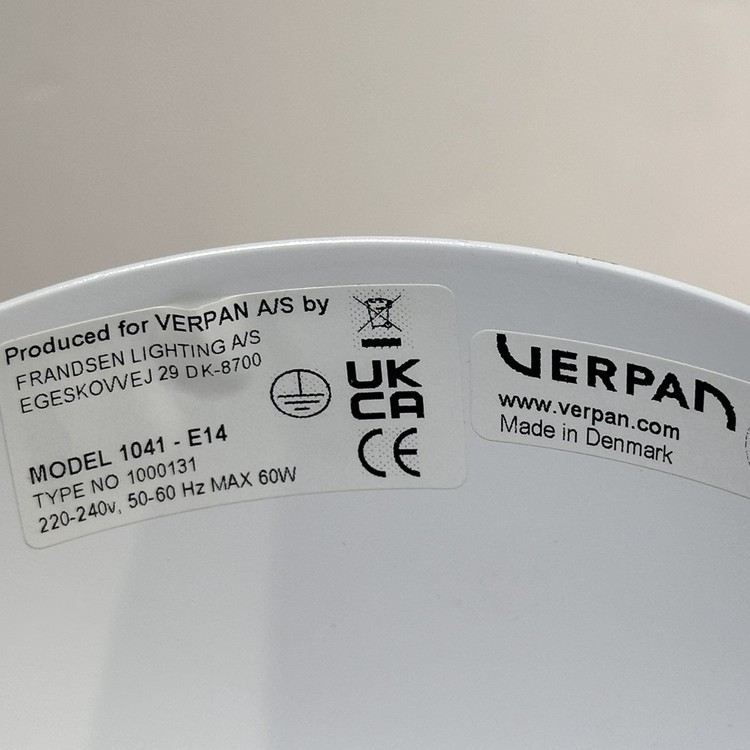 Produced for VERPAN A/S by
FRANDSEN LIGHTING A/S
EGESKOVVEJ 29 DK-8700
MODEL 1041 - E14
TYPE NO 1000131
220-240v, 50-60 Hz MAX 60W
UK
CA
CE
VERPAN
www.verpan.com
Made in Denmark